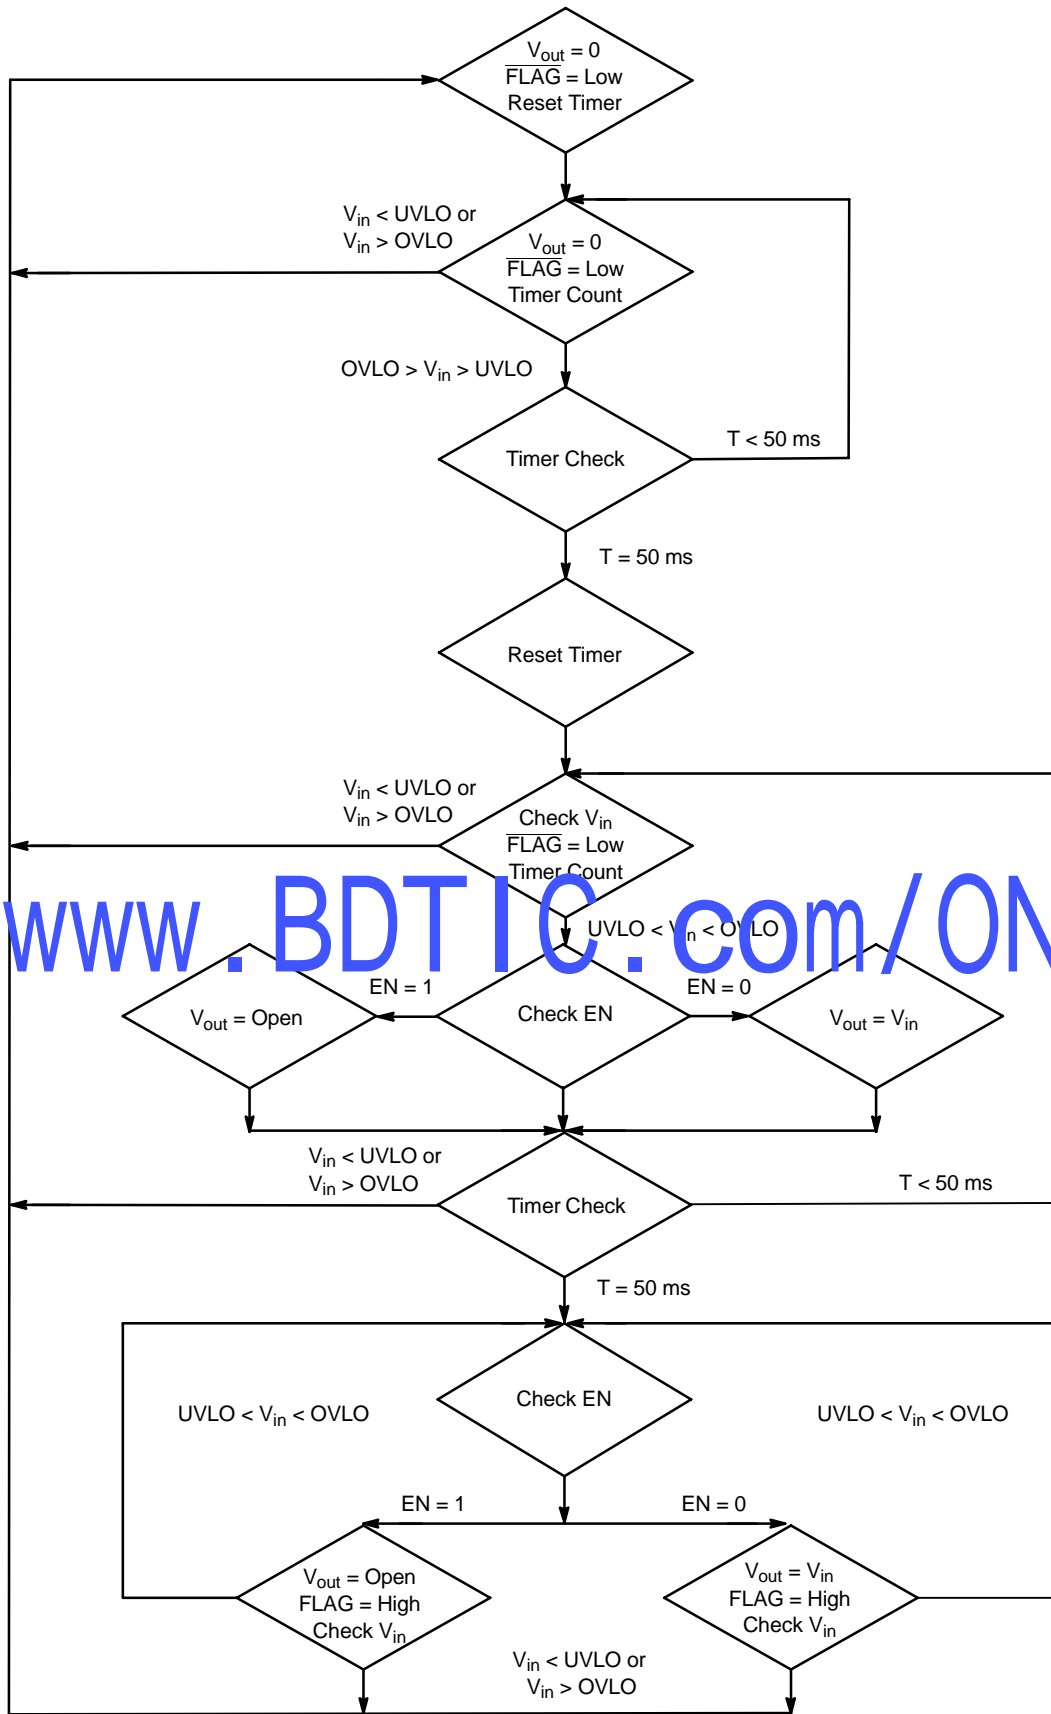 Vout = 0
FLAG = Low
Reset Timer
Vin < UVLO or
Vin > OVLO
Vout = 0
FLAG = Low
Timer Count
OVLO > Vin > UVLO
Timer Check
T < 50 ms
T = 50 ms
Reset Timer
Vin < UVLO or
Vin > OVLO
Check Vin
FLAG = Low
Timer Count
www.BDTIC.com/ON
UVLO < Vin < OVLO
EN = 1
EN = 0
Vout = Open
Check EN
Vout = Vin
Vin < UVLO or
Vin > OVLO
Timer Check
T < 50 ms
T = 50 ms
Check EN
UVLO < Vin < OVLO
UVLO < Vin < OVLO
EN = 1
EN = 0
Vout = Open
FLAG = High
Check Vin
Vout = Vin
FLAG = High
Check Vin
Vin < UVLO or
Vin > OVLO